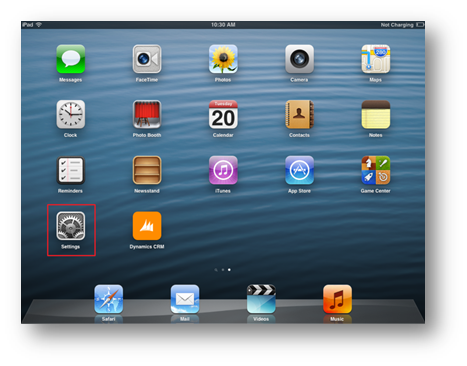 iPad 10:30 AM Not Charging
Messages FaceTime Photos Camera Maps
Tuesday
20
280
Clock Photo Booth Calendar Contacts Notes
Reminders Newsstand iTunes App Store Game Center
Settings Dynamics CRM
Safari Mail Videos Music